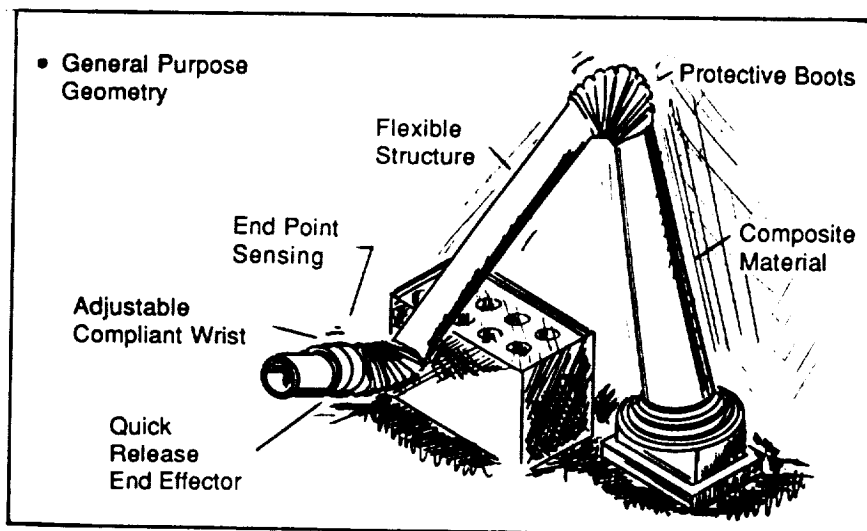 • General Purpose
Geometry
Protective Boots
Flexible
Structure
End Point
Sensing
Composite
Material
Adjustable
Compliant Wrist
Quick
Release
End Effector